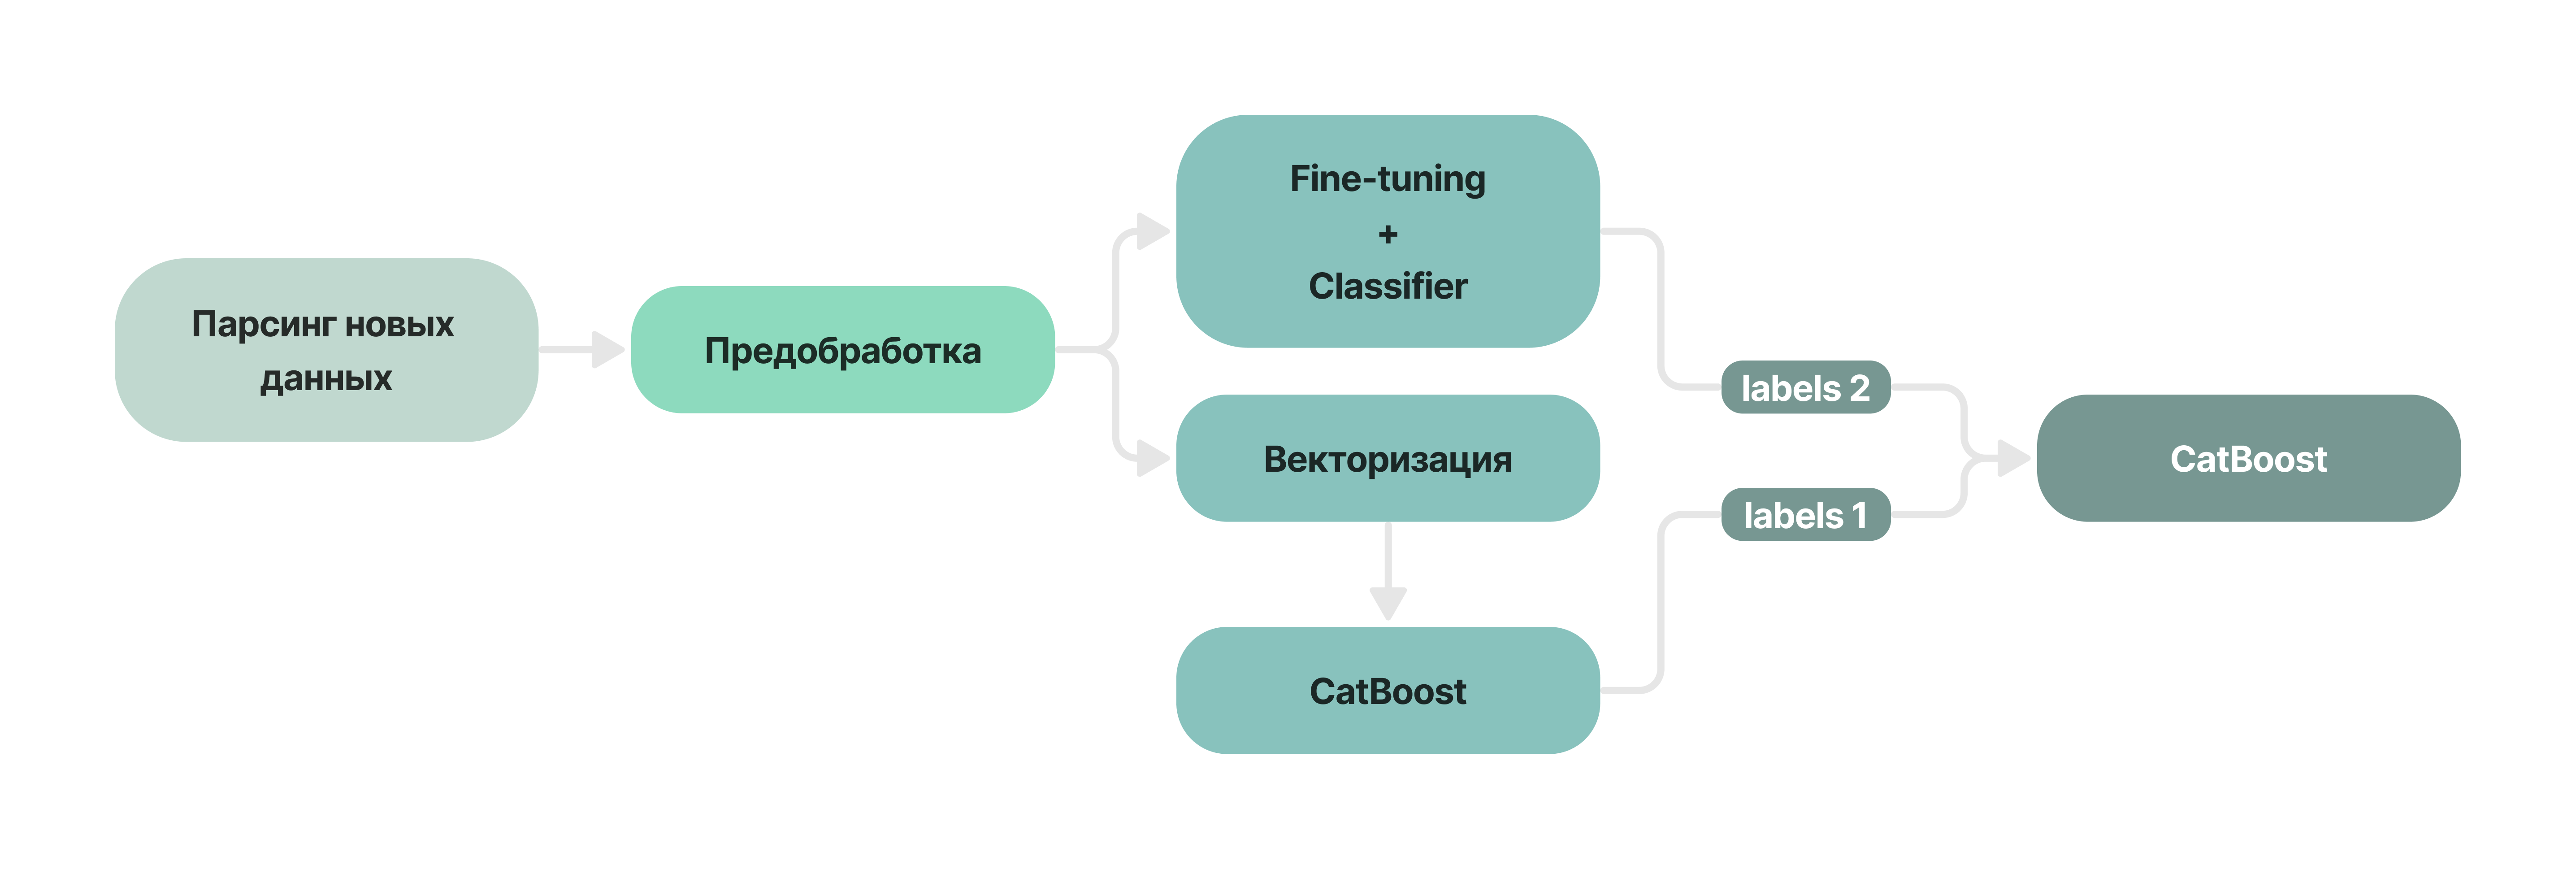 Парсинг новых
данных
Предобработка
Fine-tuning
+
Classifier
Векторизация
CatBoost
labels 2
labels 1
CatBoost